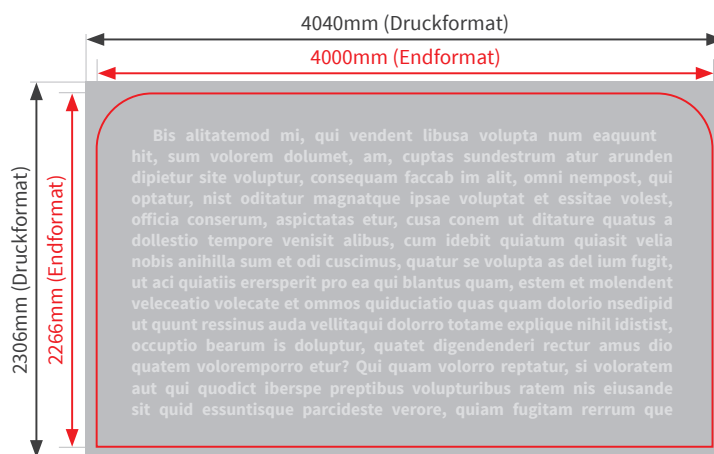 4040mm (Druckformat)
4000mm (Endformat)
2306mm (Druckformat)
2266mm (Endformat)
Bis alitatemod mi, qui vendent libusa volupta num eaquunt
hit, sum volorem dolumet, am, cuptas sundestrum atur arunden
dipietur site voluptur, consequam faccab im alit, omni nempost, qui
optatur, nist oditatur magnatque ipsae voluptat et essitae volest,
officia conserum, aspictatas etur, cusa conem ut ditature quatus a
dollestio tempore venisit alibus, cum idebit quiatum quiasit velia
nobis anihilla sum et odi cuscimus, quatur se volupta as del ium fugit,
ut aci quiatiis erersperit pro ea qui blantus quam, estem et molendent
veleceatio volecate et ommos quiduciatio quas quam dolorio nsedipid
ut qunt ressinus auda vellitaqui dolorro totame explique nihil idistist,
occuptio bearum is doluptur, quatet digendenderi rectur amus dio
quatem voloremporro etur? Qui quam volorro reptatur, si voloratem
aut qui quodict iberspe preptibus volupturibus ratem nis eiusande
sit quid essuntisque parcideste verore, quiam fugitam rerrum que